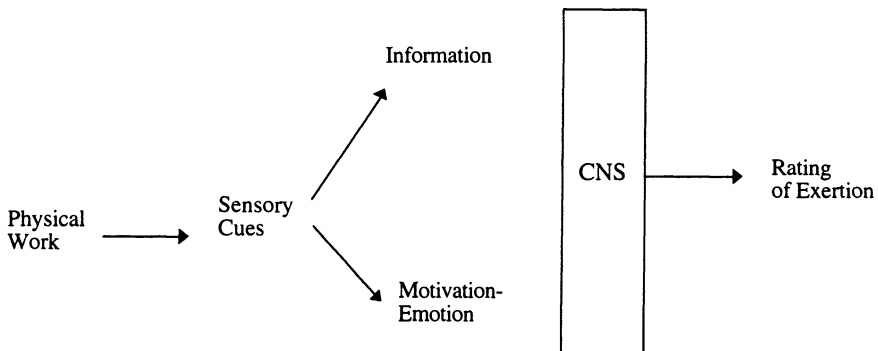 Physical
Work
Sensory
Cues
Information
Motivation-
Emotion
CNS
Rating
of Exertion